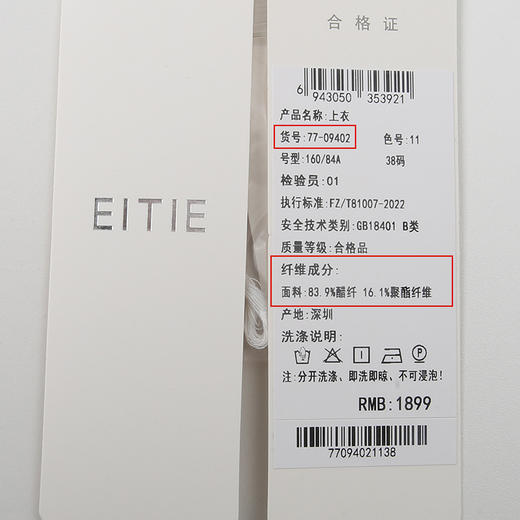 EITIE
合格证
6 943050 353921
产品名称:上衣
货号:77-09402 色号:11
号型:160/84A 38码
检验员:01
执行标准:FZ/T81007-2022
安全技术类别:GB18401 B类
质量等级:合格品
纤维成分:
面料:83.9%醋纤 16.1%聚酯纤维
产地:深圳
洗涤说明:
注:分开洗涤、即洗即晾、不可浸泡!
RMB:1899
77094021138